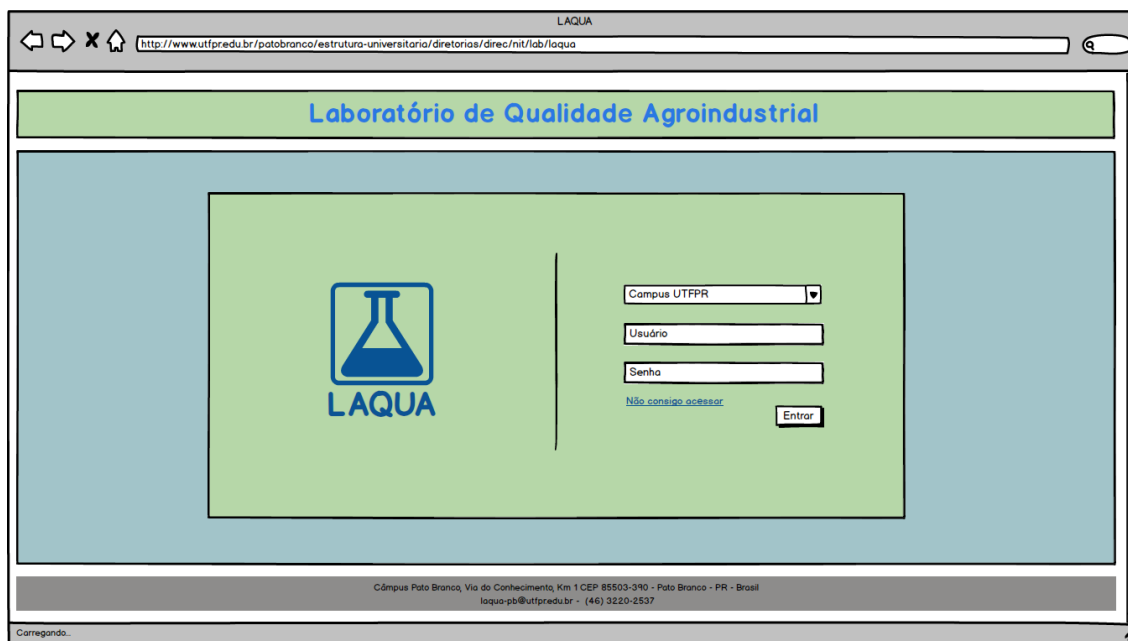 LAQUA
http://www.utfpr.edu.br/patobranco/estrutura-universitaria/diretorias/direc/nit/lab/laqua
Laboratório de Qualidade Agroindustrial
LAQUA
Campus UTFPR
Usuário
Senha
Não consigo acessar
Entrar
Câmpus Pato Branco, Via do Conhecimento, Km 1 CEP 85503-390 - Pato Branco - PR - Brasil
laqua-pb@utfpr.edu.br - (46) 3220-2537
Carregando...